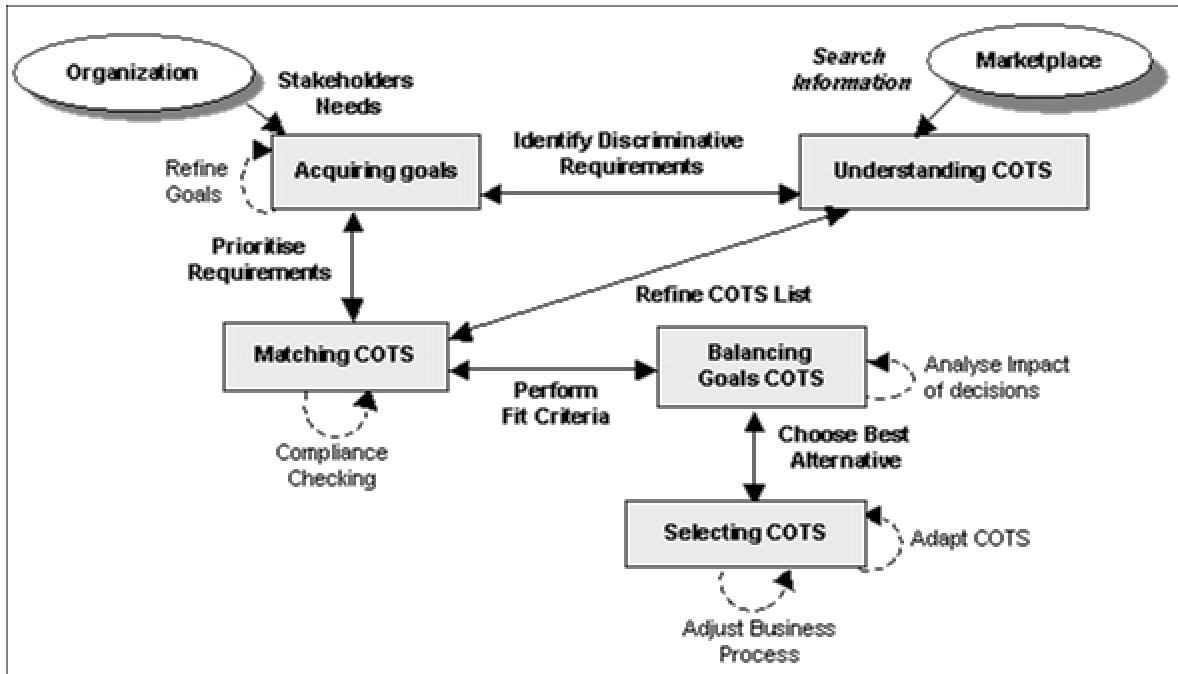 Organization
Stakeholders
Needs
Search
Information
Marketplace
Identify Discriminative
Requirements
Refine
Goals
Acquiring goals
Understanding COTS
Prioritise
Requirements
Refine COTS List
Matching COTS
Balancing
Goals COTS
Analyse Impact
of decisions
Perform
Fit Criteria
Compliance
Checking
Choose Best
Alternative
Selecting COTS
Adapt COTS
Adjust Business
Process